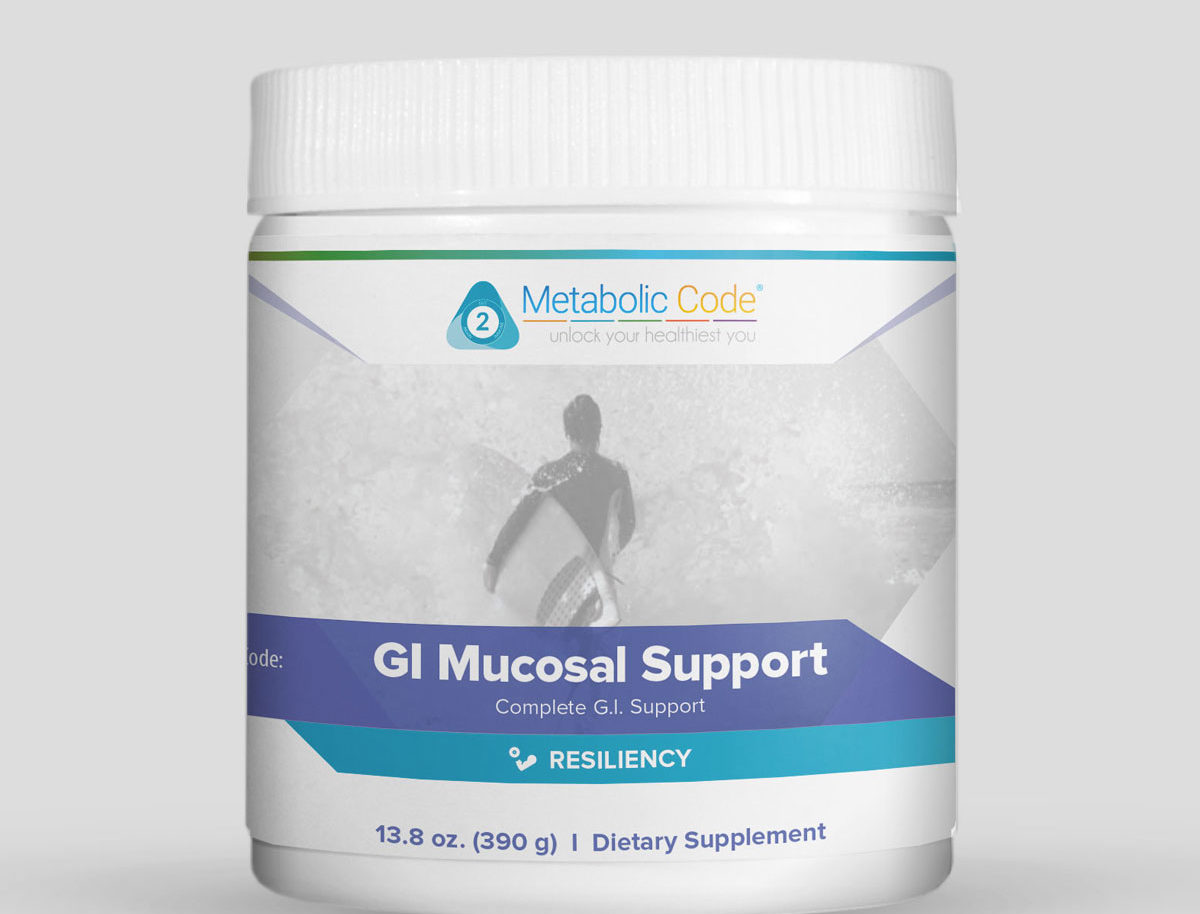 2
Metabolic Code®
unlock your healthiest you
ode:
GI Mucosal Support
Complete G.I. Support
RESILIENCY
13.8 oz. (390 g) | Dietary Supplement